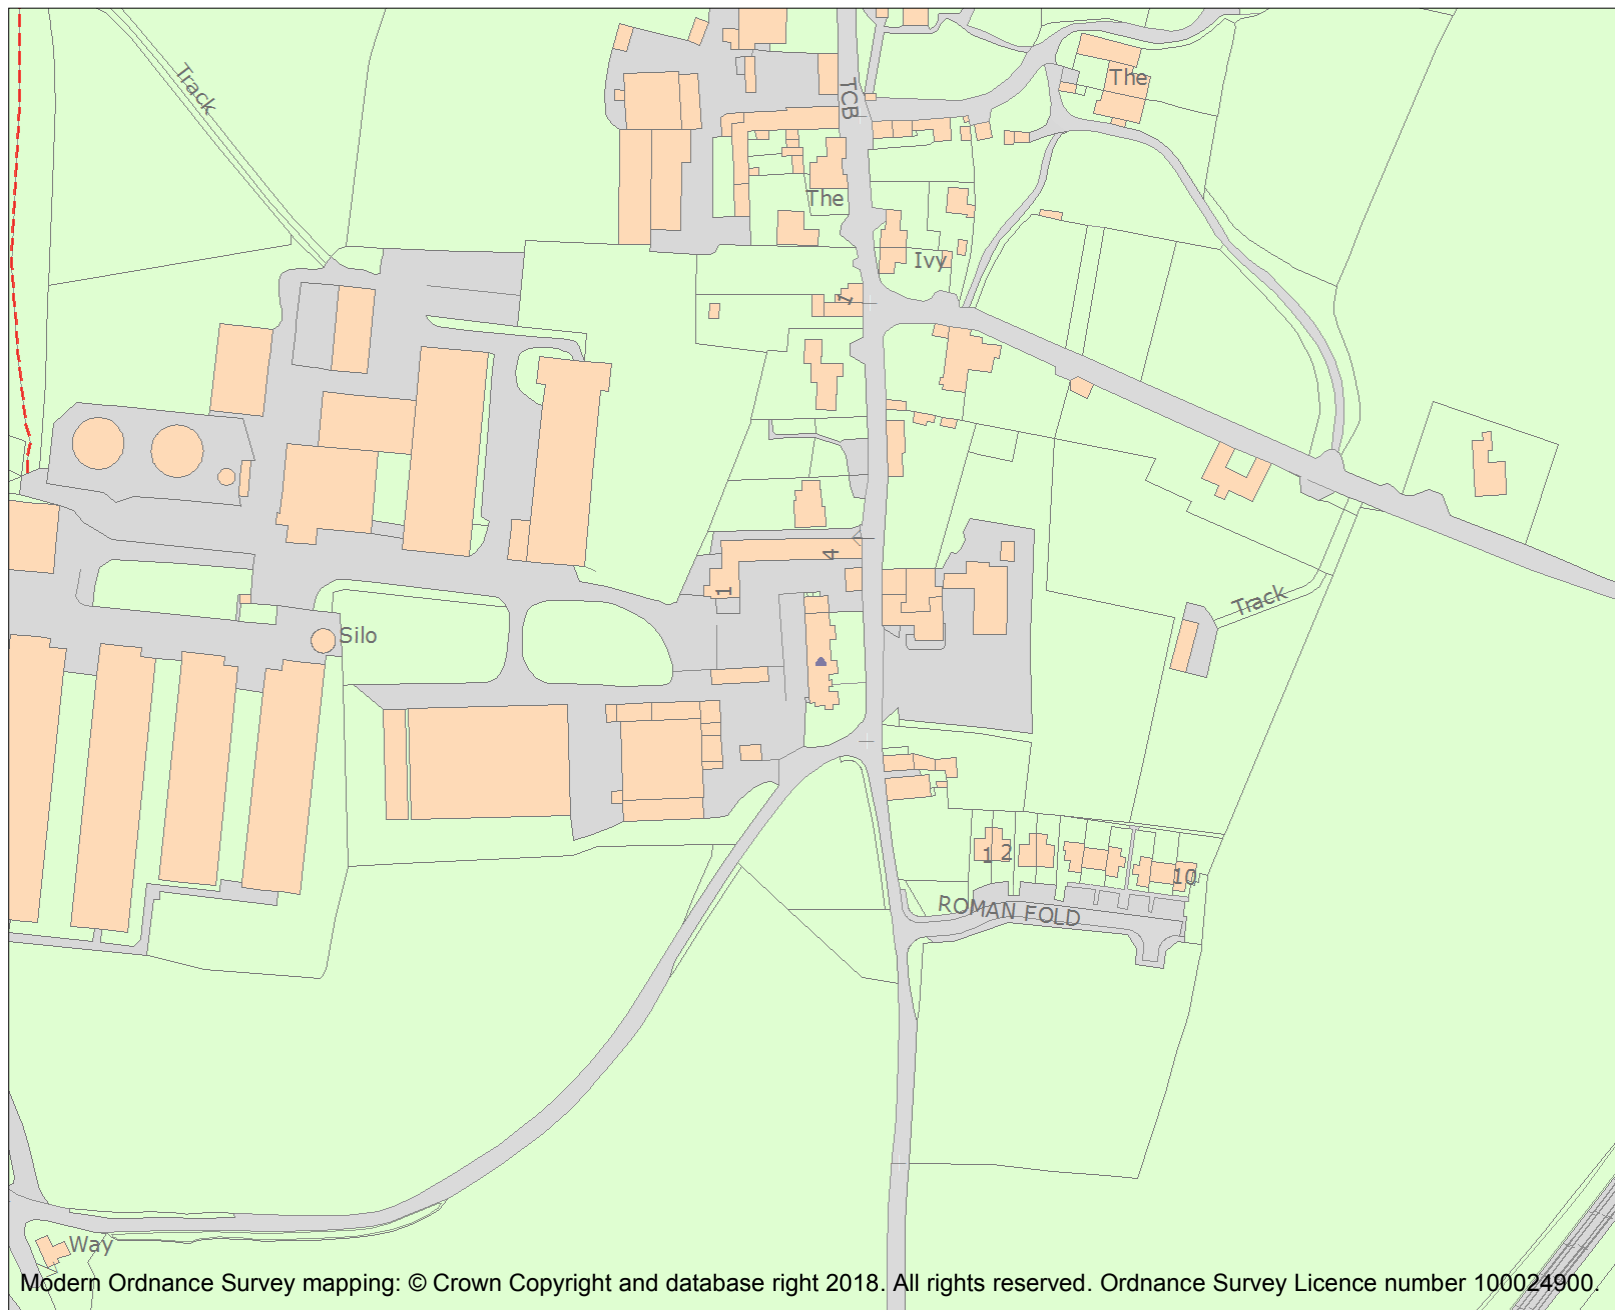 Track
TCB
The
The
Ivy
1
4
1
Track
Silo
1 2
10
ROMAN FOLD
Way
Modern Ordnance Survey mapping: © Crown Copyright and database right 2018. All rights reserved. Ordnance Survey Licence number 100024900.